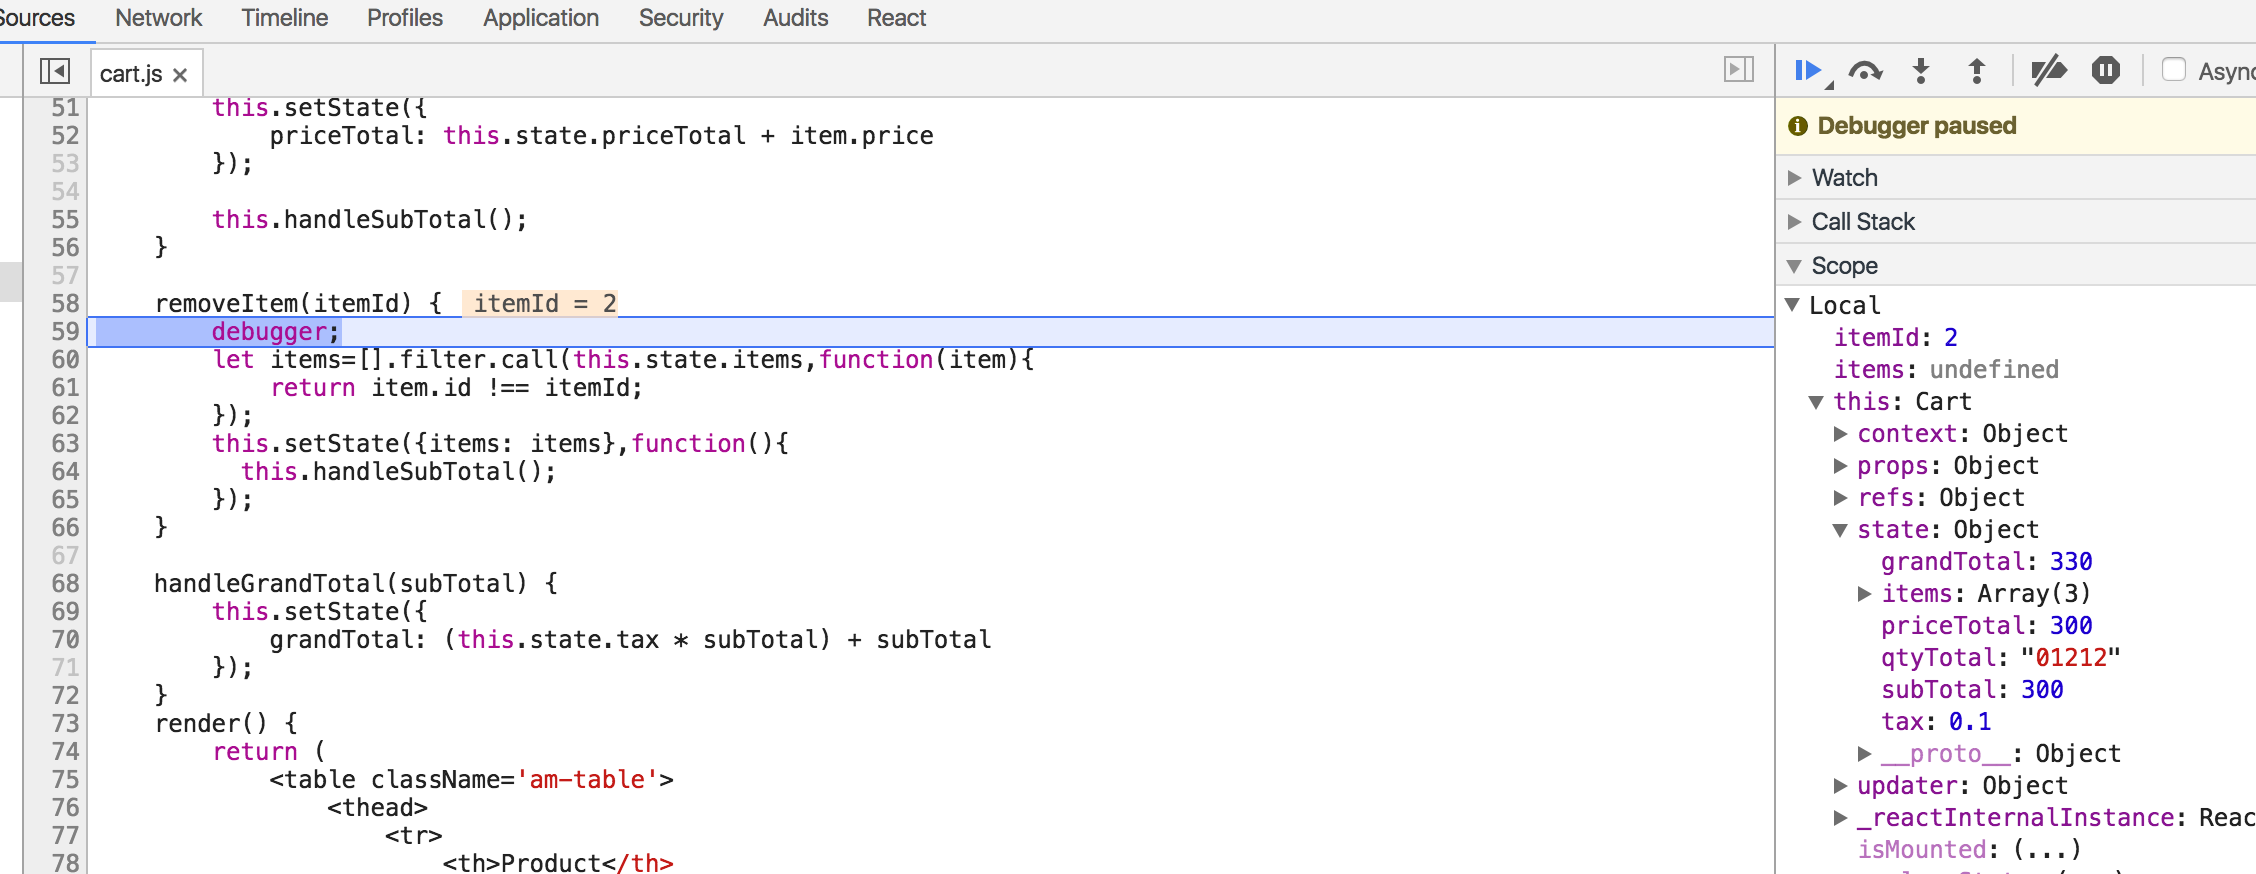 Sources Network Timeline Profiles Application Security Audits React
cart.js ×
51 this.setState({
52 priceTotal: this.state.priceTotal + item.price
53 });
54
55 this.handleSubTotal();
56 }
57
58 removeItem(itemId) { itemId = 2
59 debugger;
60 let items=[].filter.call(this.state.items,function(item){
61 return item.id !== itemId;
62 });
63 this.setState({items: items},function(){
64 this.handleSubTotal();
65 });
66 }
67
68 handleGrandTotal(subTotal) {
69 this.setState({
70 grandTotal: (this.state.tax * subTotal) + subTotal
71 });
72 }
73 render() {
74 return (
75 <table className='am-table'>
76 <thead>
77 <tr>
78 <th>Product</th>
Async
Debugger paused
Watch
Call Stack
Scope
Local
itemId: 2
items: undefined
this: Cart
context: Object
props: Object
refs: Object
state: Object
grandTotal: 330
items: Array(3)
priceTotal: 300
qtyTotal: "01212"
subTotal: 300
tax: 0.1
__proto__: Object
updater: Object
_reactInternalInstance: Reac
isMounted: (...)